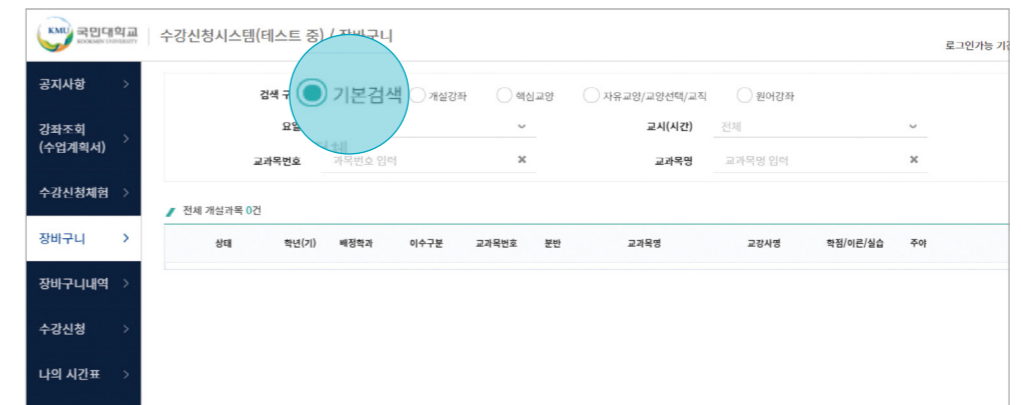 KMU 국민대학교
KOOKMIN UNIVERSITY
수강신청시스템(테스트 중) / 장바구니
로그인가능 기간
공지사항
강좌조회
(수업계획서)
수강신청체험
장바구니
장바구니내역
수강신청
나의 시간표
검색 구 기본검색 개설강좌 핵심교양 자유교양/교양선택/교직 원어강좌
요일 교시(시간) 전체
교과목번호 과목번호 입력 교과목명 교과목명 입력
전체 개설과목 0건
상태 학년(기) 배정학과 이수구분 교과목번호 분반 교과목명 교강사명 학점/이론/실습 주야